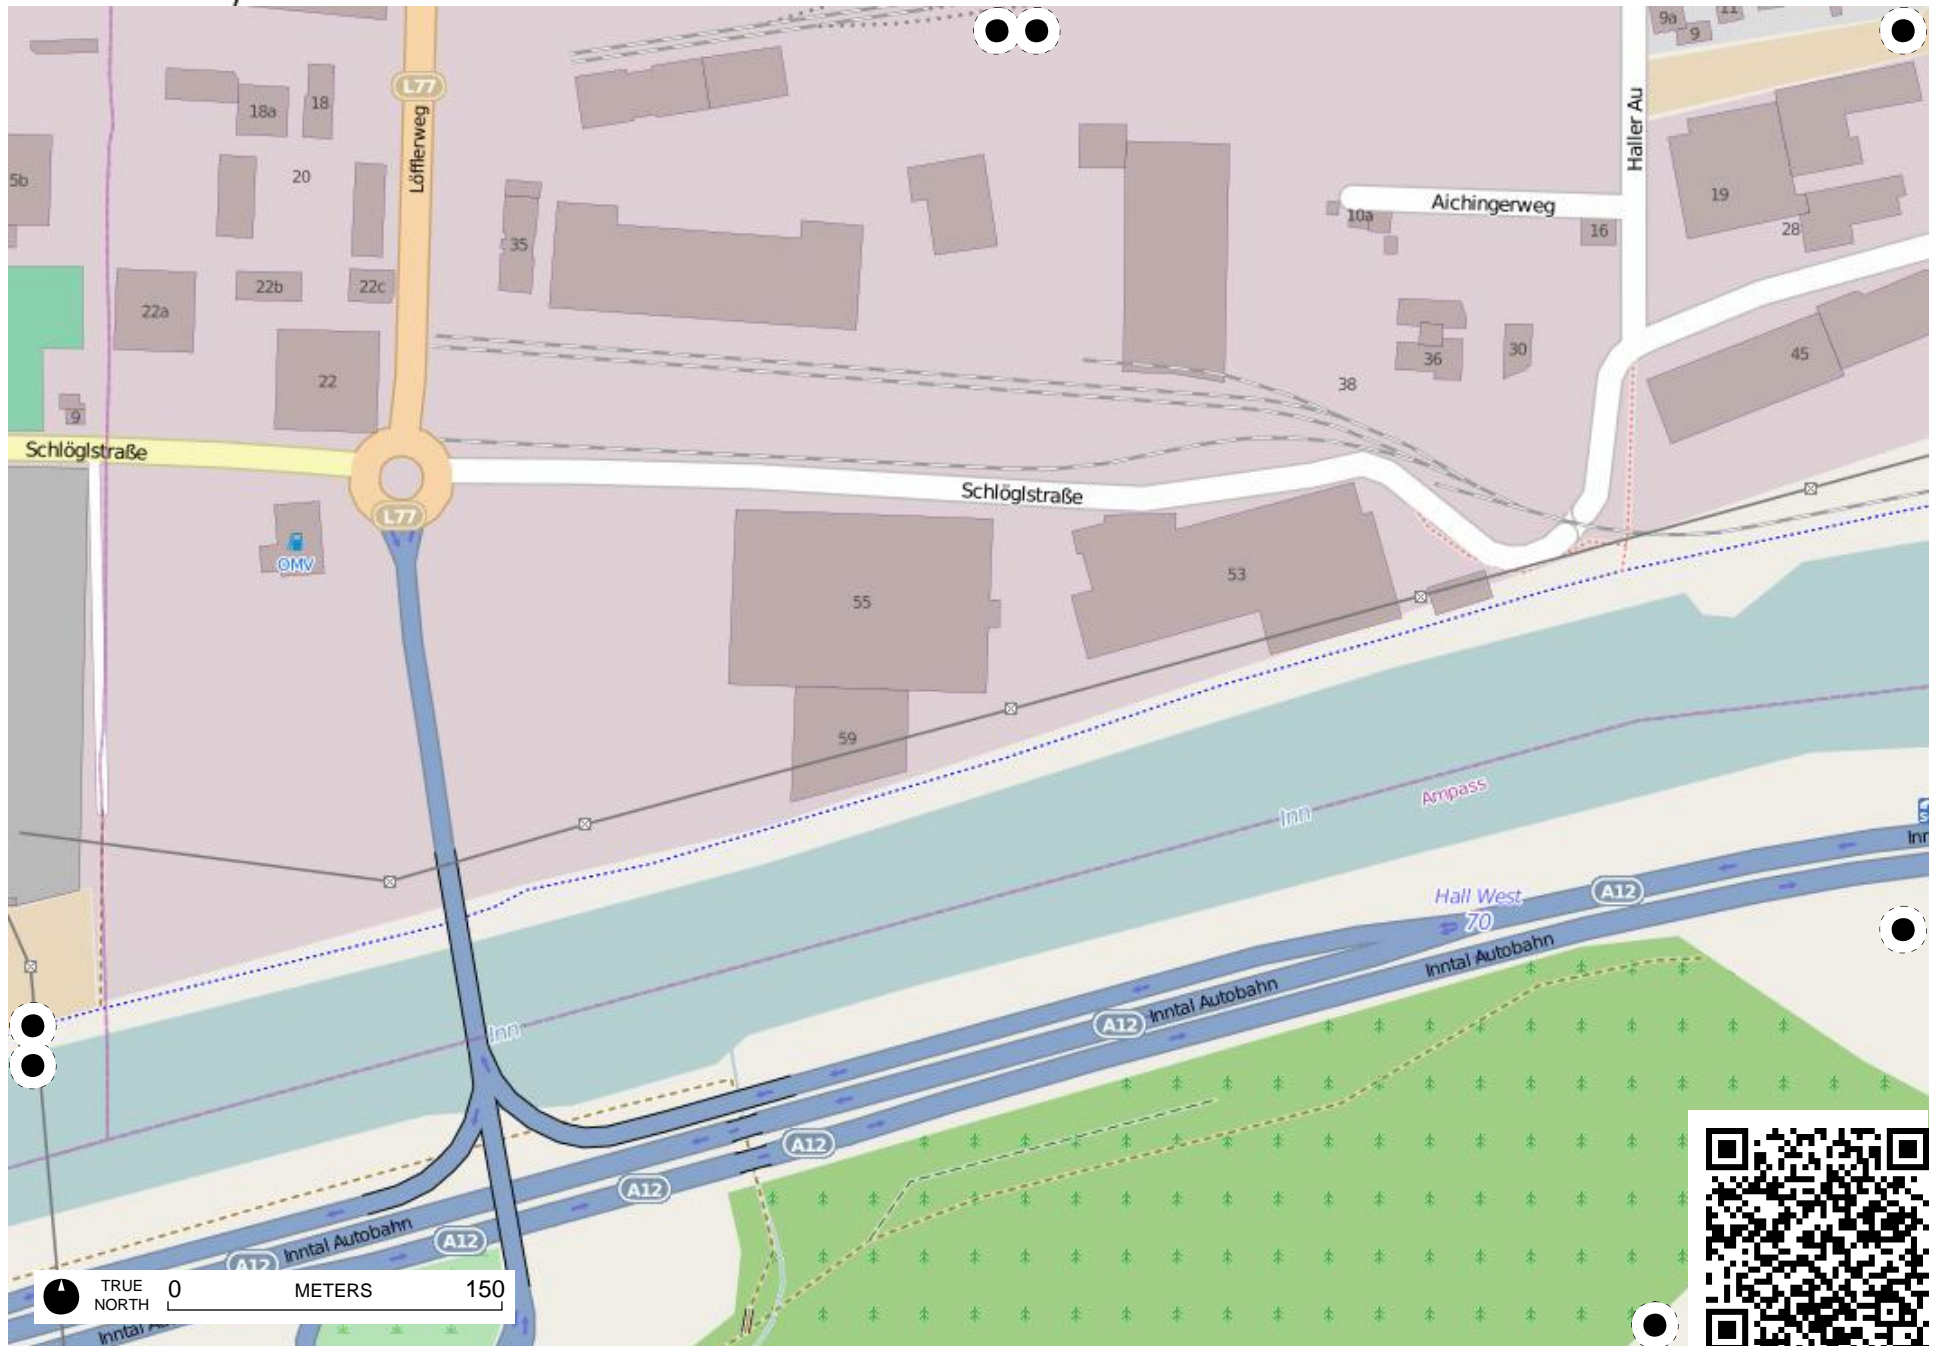 9a
11
9
L77
18a
18
Löfflerweg
Haller Au
5b
20
19
Aichingerweg
10a
16
28
35
22b
22c
22a
45
36
30
22
38
9
Schlöglstraße
Schlöglstraße
L77
OMV
53
55
59
Ampass
Inn
Inn
Hall West
70
A12
Inntal Autobahn
Inntal Autobahn
A12
Inn
A12
A12
Inntal Autobahn
A12
A12
TRUE
NORTH
0 METERS 150
Inntal